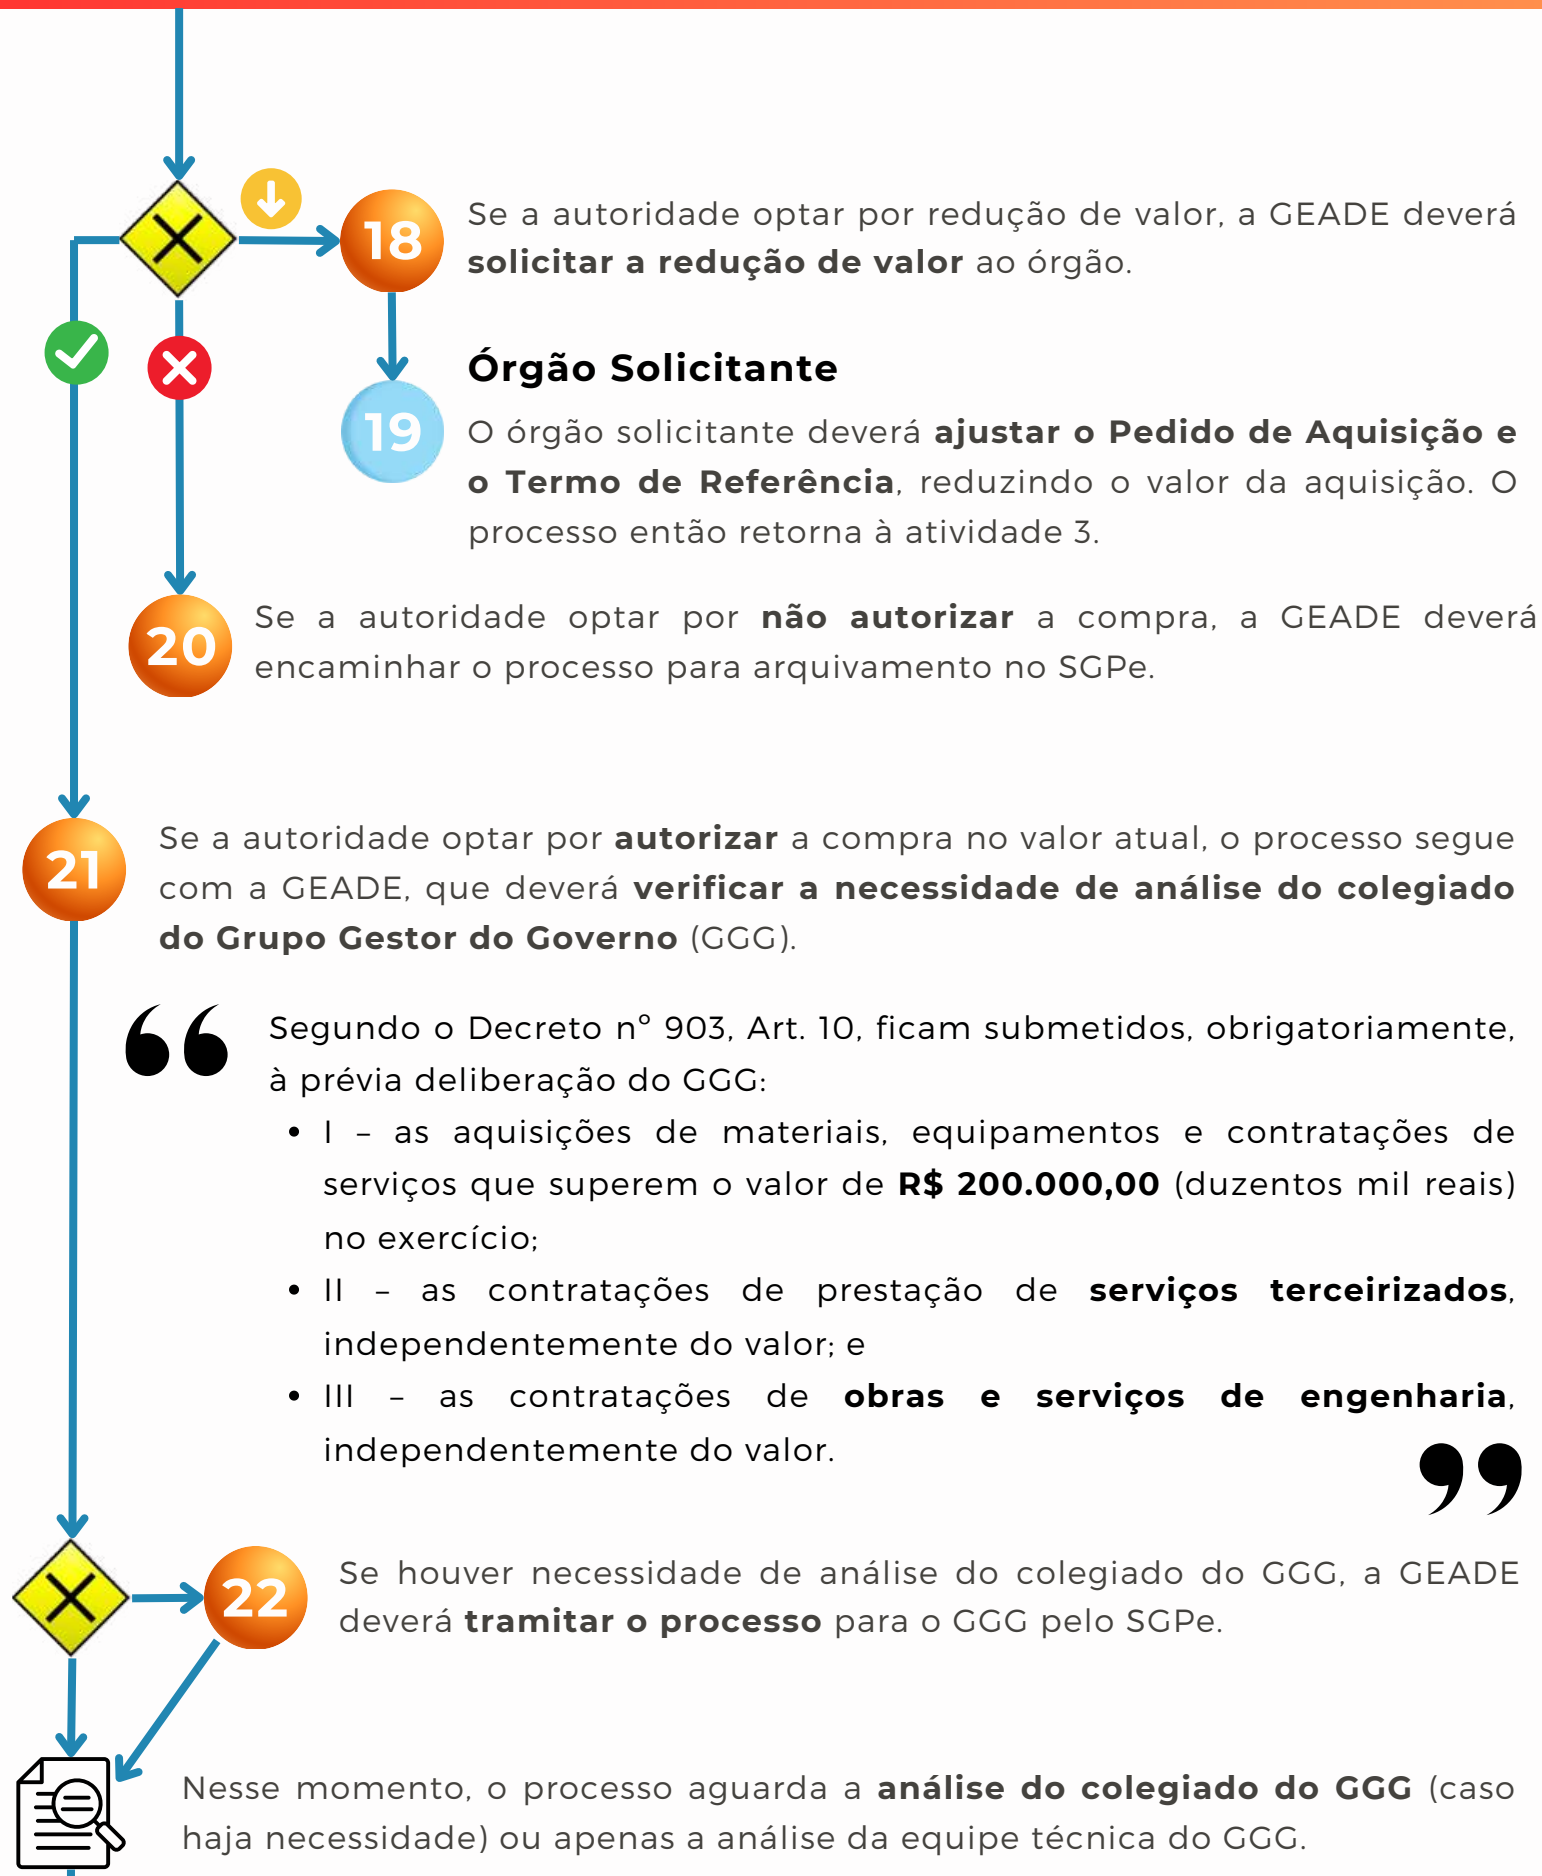 18
Se a autoridade optar por redução de valor, a GEADE deverá
solicitar a redução de valor ao órgão.
Órgão Solicitante
19
O órgão solicitante deverá ajustar o Pedido de Aquisição e
o Termo de Referência, reduzindo o valor da aquisição. O
processo então retorna à atividade 3.
20
Se a autoridade optar por não autorizar a compra, a GEADE deverá
encaminhar o processo para arquivamento no SGPe.
21
Se a autoridade optar por autorizar a compra no valor atual, o processo segue
com a GEADE, que deverá verificar a necessidade de análise do colegiado
do Grupo Gestor do Governo (GGG).
“
Segundo o Decreto nº 903, Art. 10, ficam submetidos, obrigatoriamente,
à prévia deliberação do GGG:
• I – as aquisições de materiais, equipamentos e contratações de
serviços que superem o valor de R$ 200.000,00 (duzentos mil reais)
no exercício;
• II – as contratações de prestação de serviços terceirizados,
independentemente do valor; e
• III – as contratações de obras e serviços de engenharia,
independentemente do valor.
”
22
Se houver necessidade de análise do colegiado do GGG, a GEADE
deverá tramitar o processo para o GGG pelo SGPe.
Nesse momento, o processo aguarda a análise do colegiado do GGG (caso
haja necessidade) ou apenas a análise da equipe técnica do GGG.